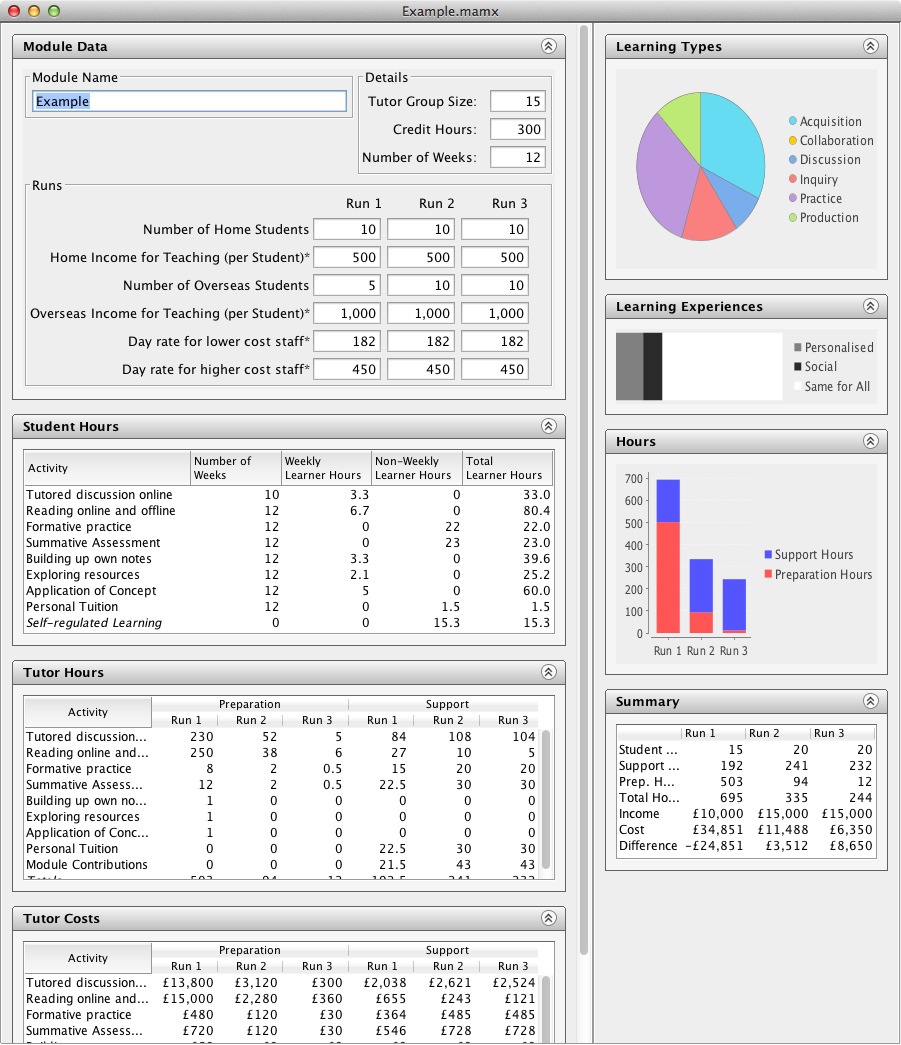 Example.mamx
Module Data
Module Name
Example
Details
Tutor Group Size: 15
Credit Hours: 300
Number of Weeks: 12
Runs
Run 1 Run 2 Run 3
Number of Home Students 10 10 10
Home Income for Teaching (per Student)* 500 500 500
Number of Overseas Students 5 10 10
Overseas Income for Teaching (per Student)* 1,000 1,000 1,000
Day rate for lower cost staff* 182 182 182
Day rate for higher cost staff* 450 450 450
Student Hours
Activity Number of Weeks Weekly Learner Hours Non-Weekly Learner Hours Total Learner Hours
Tutored discussion online 10 3.3 0 33.0
Reading online and offline 12 6.7 0 80.4
Formative practice 12 0 22 22.0
Summative Assessment 12 0 23 23.0
Building up own notes 12 3.3 0 39.6
Exploring resources 12 2.1 0 25.2
Application of Concept 12 5 0 60.0
Personal Tuition 12 0 1.5 1.5
Self-regulated Learning 0 0 15.3 15.3
Tutor Hours
Activity Preparation Support
Run 1 Run 2 Run 3 Run 1 Run 2 Run 3
Tutored discussion... 230 52 5 84 108 104
Reading online and... 250 38 6 27 10 5
Formative practice 8 2 0.5 15 20 20
Summative Assess... 12 2 0.5 22.5 30 30
Building up own no... 1 0 0 0 0 0
Exploring resources 1 0 0 0 0 0
Application of Conc... 1 0 0 0 0 0
Personal Tuition 0 0 0 22.5 30 30
Module Contributions 0 0 0 21.5 43 43
Tutor Costs
Activity Preparation Support
Run 1 Run 2 Run 3 Run 1 Run 2 Run 3
Tutored discussion... £13,800 £3,120 £300 £2,038 £2,621 £2,524
Reading online and... £15,000 £2,280 £360 £655 £243 £121
Formative practice £480 £120 £30 £364 £485 £485
Summative Assess... £720 £120 £30 £546 £728 £728
Learning Types
Acquisition
Collaboration
Discussion
Inquiry
Practice
Production
Learning Experiences
Personalised
Social
Same for All
Hours
700
600
500
400
300
200
100
0
Run 1 Run 2 Run 3
Support Hours
Preparation Hours
Summary
Run 1 Run 2 Run 3
Student ... 15 20 20
Support ... 192 241 232
Prep. H... 503 94 12
Total Ho... 695 335 244
Income £10,000 £15,000 £15,000
Cost £34,851 £11,488 £6,350
Difference -£24,851 £3,512 £8,650